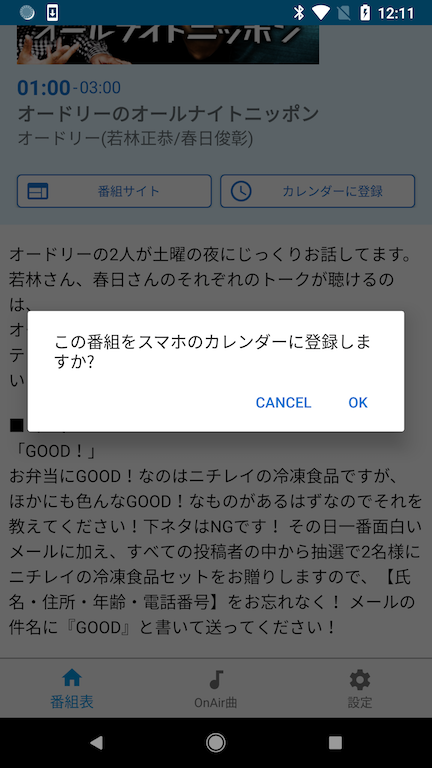 12:11
オールナイトニッポン
01:00-03:00
オードリーのオールナイトニッポン
オードリー(若林正恭/春日俊彰)
番組サイト
カレンダーに登録
オードリーの2人が土曜の夜にじっくりお話してます。
若林さん、春日さんのそれぞれのトークが聴けるの
は、
オ
テ
い
この番組をスマホのカレンダーに登録しま
すか?
CANCEL OK
■
「GOOD！」
お弁当にGOOD！なのはニチレイの冷凍食品ですが、
ほかにも色んなGOOD！なものがあるはずなのでそれを
教えてください！下ネタはNGです！ その日一番面白い
メールに加え、すべての投稿者の中から抽選で2名様に
ニチレイの冷凍食品セットをお贈りしますので、【氏
名・住所・年齢・電話番号】をお忘れなく！ メールの
件名に『GOOD』と書いて送ってください！
番組表
OnAir曲
設定